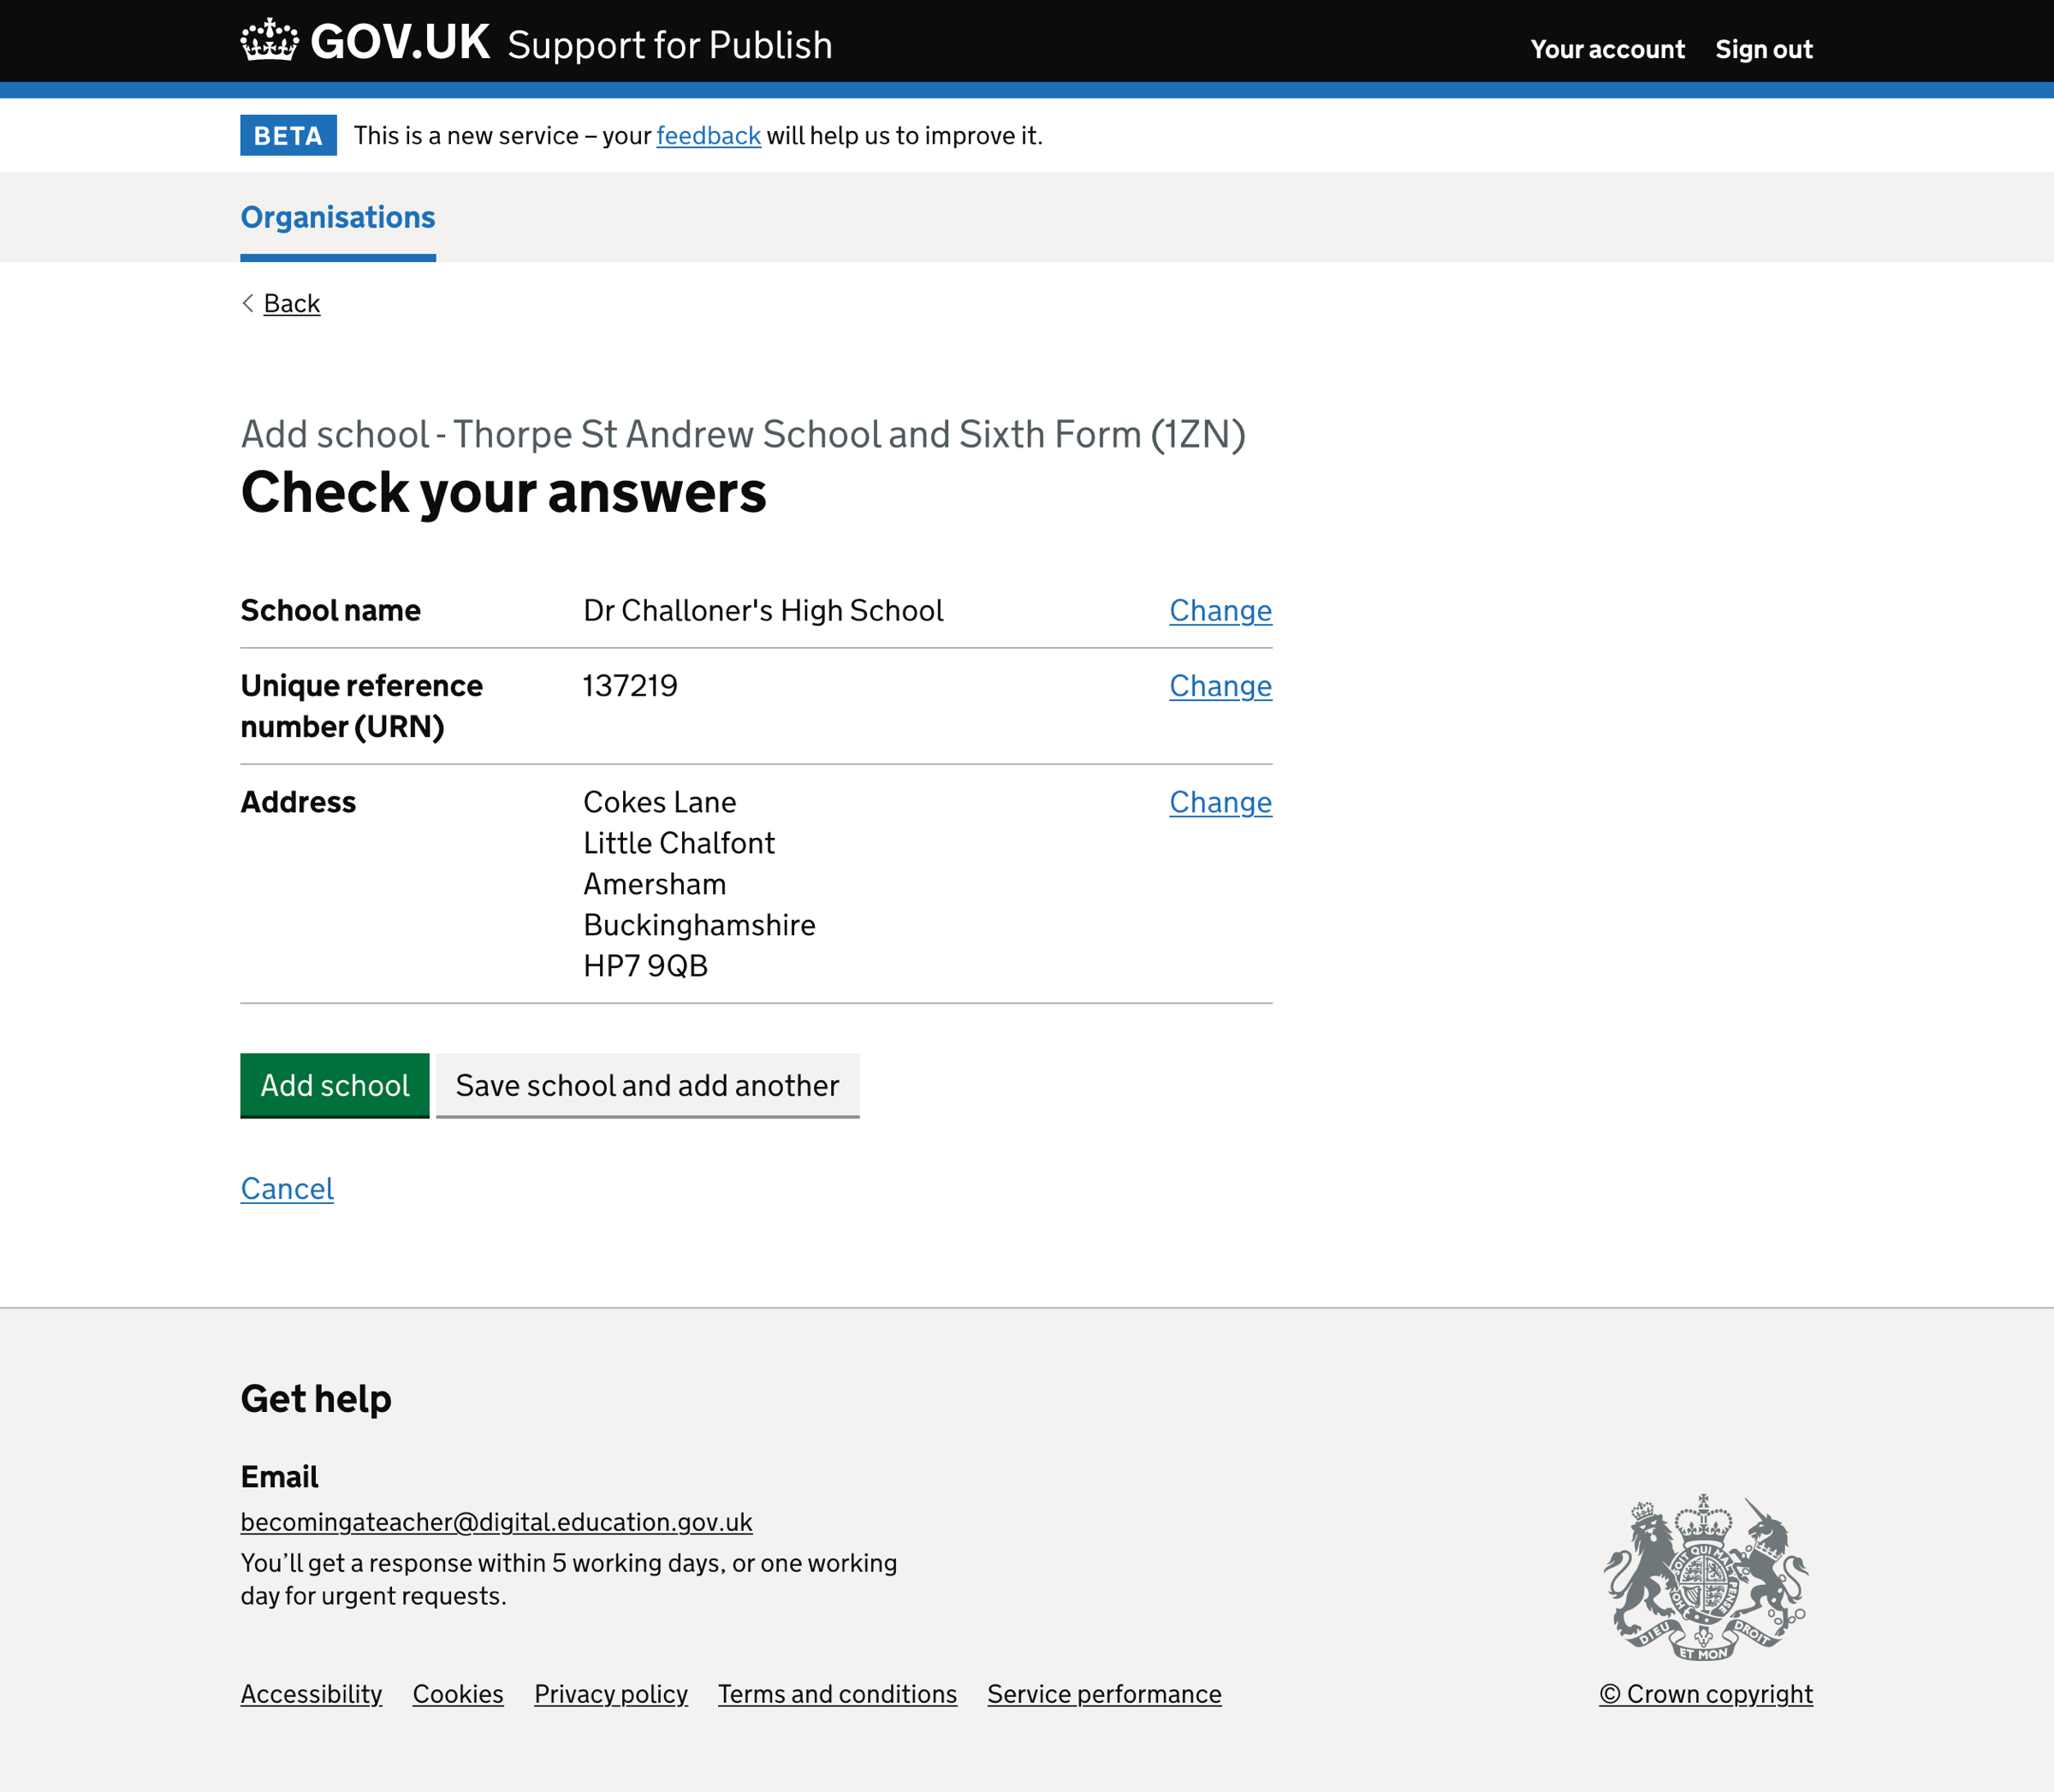 GOV.UK Support for Publish
Your account Sign out
BETA This is a new service – your feedback will help us to improve it.
Organisations
Back
Add school - Thorpe St Andrew School and Sixth Form (1ZN)
Check your answers
School name Dr Challoner's High School Change
Unique reference number (URN) 137219 Change
Address Cokes Lane Change
Little Chalfont
Amersham
Buckinghamshire
HP7 9QB
Add school Save school and add another
Cancel
Get help
Email
becomingateacher@digital.education.gov.uk
You’ll get a response within 5 working days, or one working
day for urgent requests.
DIEU ET MON DROIT
Accessibility Cookies Privacy policy Terms and conditions Service performance
© Crown copyright